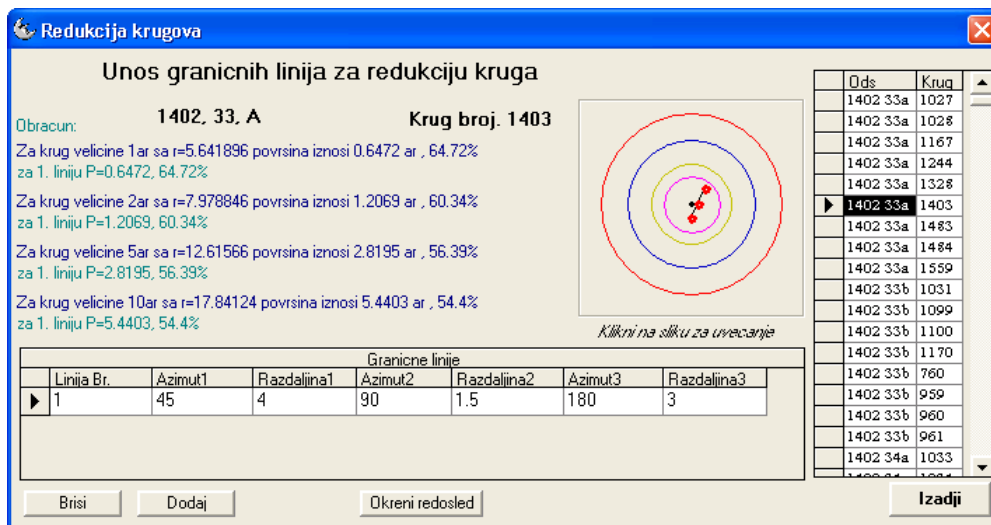 Redukcija krugova
Unos granicnih linija za redukciju kruga
Obracun:
1402, 33, A
Krug broj. 1403
Za krug velicine 1ar sa r=5.641896 povrsina iznosi 0.6472 ar , 64.72%
za 1. liniju P=0.6472, 64.72%
Za krug velicine 2ar sa r=7.978846 povrsina iznosi 1.2069 ar , 60.34%
za 1. liniju P=1.2069, 60.34%
Za krug velicine 5ar sa r=12.61566 povrsina iznosi 2.8195 ar , 56.39%
za 1. liniju P=2.8195, 56.39%
Za krug velicine 10ar sa r=17.84124 povrsina iznosi 5.4403 ar , 54.4%
za 1. liniju P=5.4403, 54.4%
Klikni na sliku za uvecanje
Granicne linije
Linija Br. Azimut1 Razdaljina1 Azimut2 Razdaljina2 Azimut3 Razdaljina3
1 45 4 90 1.5 180 3
Brisi Dodaj Okreni redosled
Ods Krug
1402 33a 1027
1402 33a 1028
1402 33a 1167
1402 33a 1244
1402 33a 1328
1402 33a 1403
1402 33a 1483
1402 33a 1484
1402 33a 1559
1402 33b 1031
1402 33b 1099
1402 33b 1100
1402 33b 1170
1402 33b 760
1402 33b 959
1402 33b 960
1402 33b 961
1402 34a 1033
Izadji